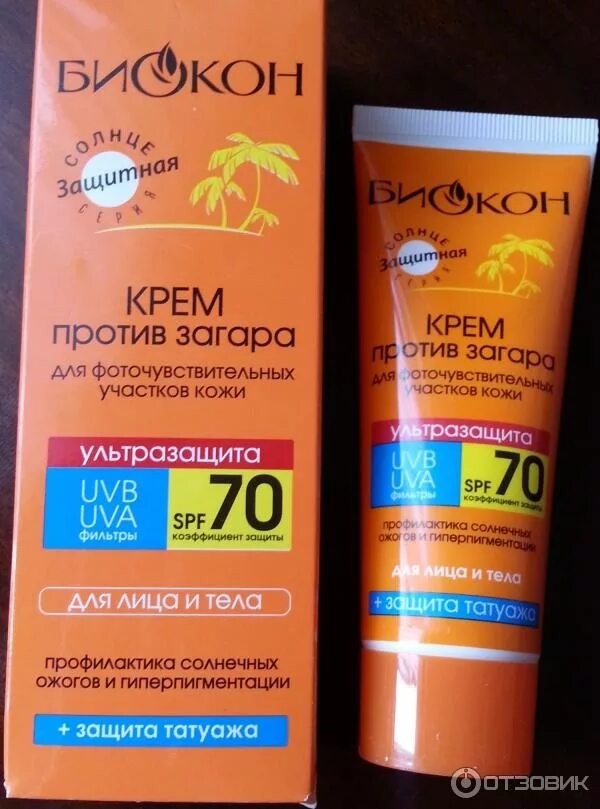 БИОКОН
СОЛНЦЕ
Защитная
СЕРИЯ
КРЕМ
ПРОТИВ ЗАГАРА
для фоточувствительных
участков кожи
ультразащита
UVB
UVA
фильтры
SPF 70
коэффициент защиты
для лица и тела
профилактика солнечных
ожогов и гиперпигментации
+ защита татуажа
БИОКОН
СОЛНЦЕ
Защитная
СЕРИЯ
КРЕМ
ПРОТИВ ЗАГАРА
для фоточувствительных
участков кожи
ультразащита
UVB
UVA
фильтры
SPF 70
коэффициент защиты
профилактика солнечных
ожогов и гиперпигментации
для лица и тела
+ защита татуажа
ОТЗОВИК